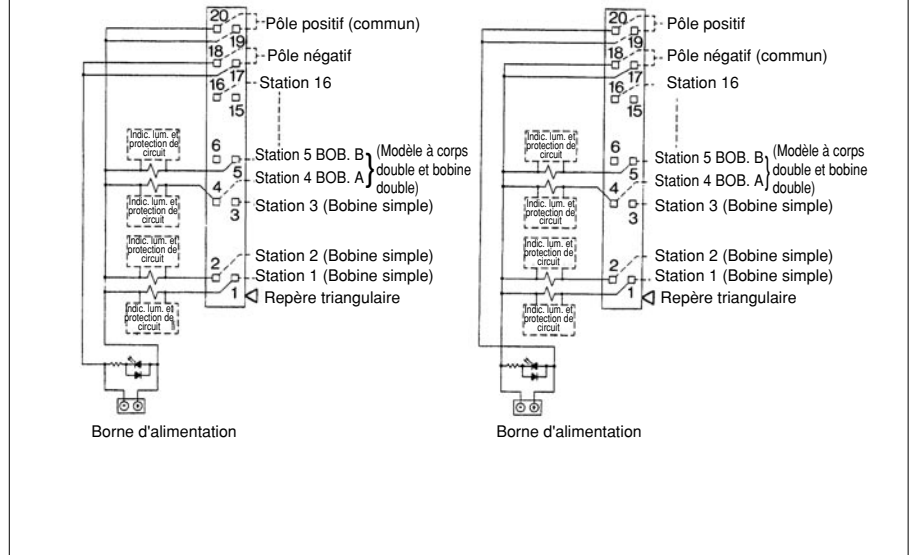 20
Pôle positif (commun)
19
18
Pôle négatif
17
16
Station 16
15
Indic. lum. et
protection de
circuit
6
Station 5 BOB. B
5
(Modèle à corps
double et bobine
double)
4
Station 4 BOB. A
Station 3 (Bobine simple)
3
Indic. lum. et
protection de
circuit
Indic. lum. et
protection de
circuit
2
Station 2 (Bobine simple)
Station 1 (Bobine simple)
1
Repère triangulaire
Indic. lum. et
protection de
circuit
Borne d'alimentation
20
Pôle positif
19
18
Pôle négatif (commun)
17
16
Station 16
15
Indic. lum. et
protection de
circuit
6
Station 5 BOB. B
5
(Modèle à corps
double et bobine
double)
4
Station 4 BOB. A
Station 3 (Bobine simple)
3
Indic. lum. et
protection de
circuit
Indic. lum. et
protection de
circuit
2
Station 2 (Bobine simple)
Station 1 (Bobine simple)
1
Repère triangulaire
Indic. lum. et
protection de
circuit
Borne d'alimentation